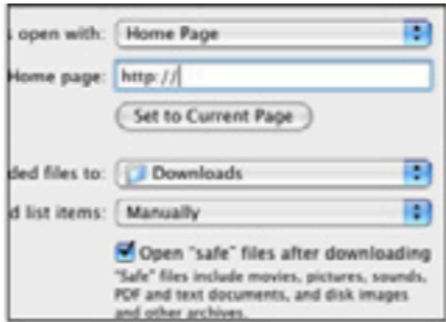 s open with: Home Page
Home page: http://
Set to Current Page
ded files to: Downloads
d list items: Manually
Open "safe" files after downloading
"Safe" files include movies, pictures, sounds,
PDF and text documents, and disk images
and other archives.